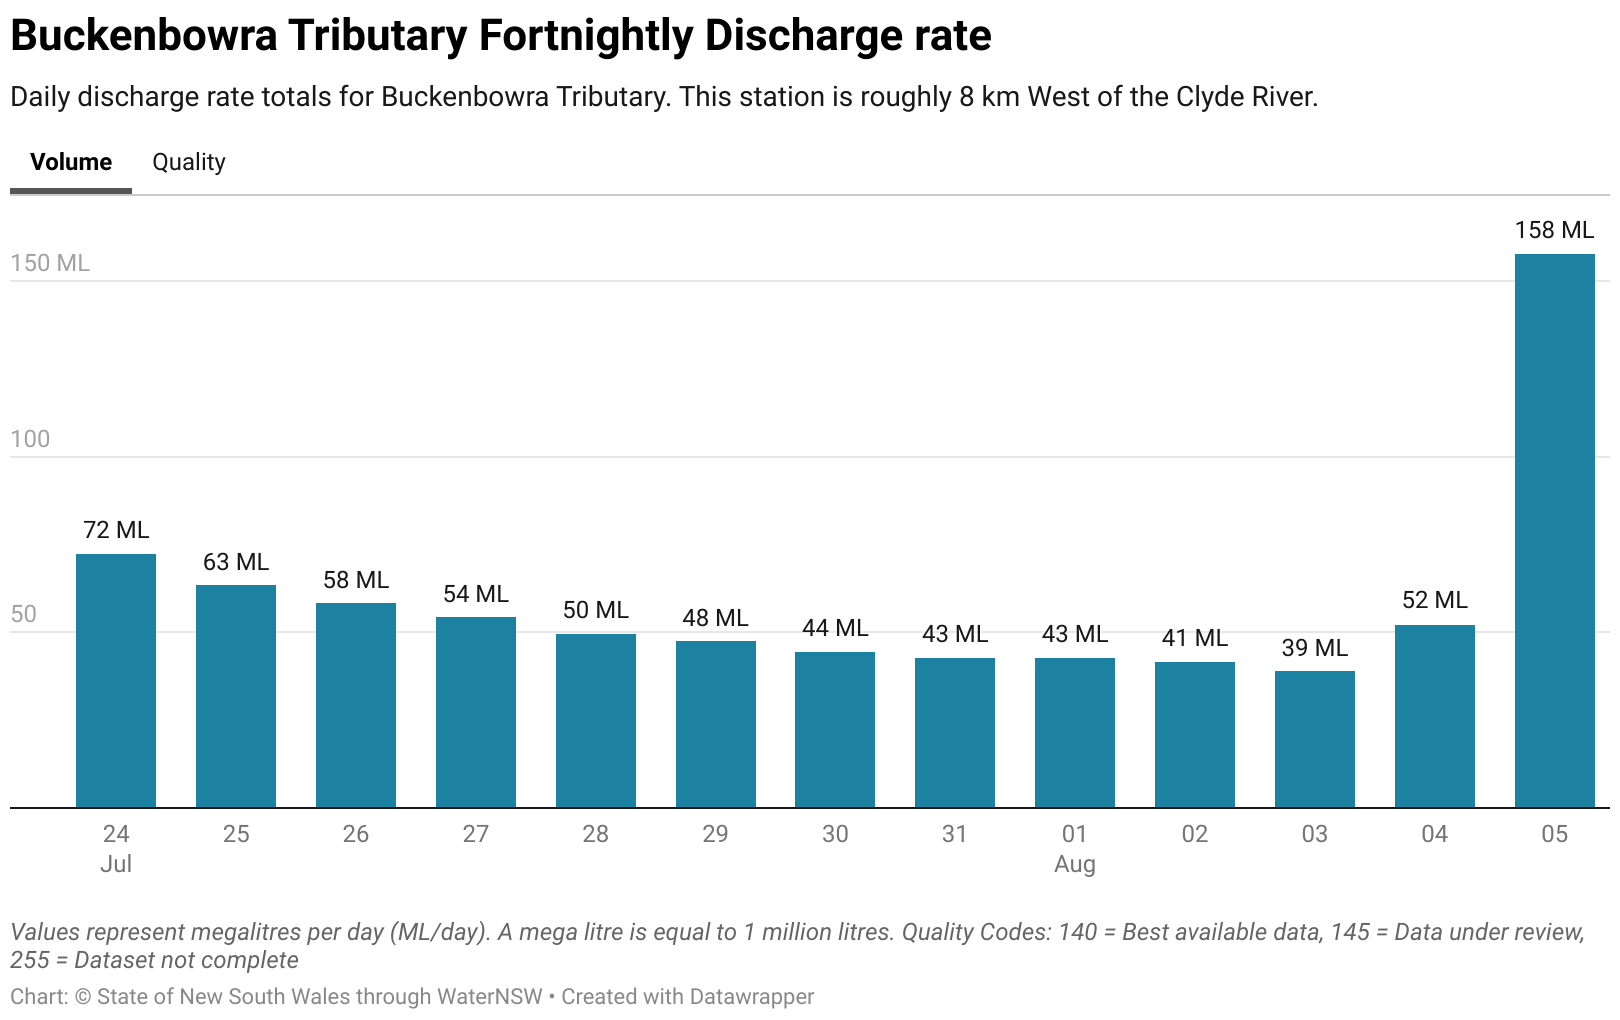 Buckenbowra Tributary Fortnightly Discharge rate
Daily discharge rate totals for Buckenbowra Tributary. This station is roughly 8 km West of the Clyde River.
Volume Quality
158 ML
150 ML
100
72 ML
63 ML
58 ML
54 ML
50 ML
48 ML
44 ML
43 ML
43 ML
41 ML
39 ML
52 ML
50
24 25 26 27 28 29 30 31 01 02 03 04 05
Jul Aug
Values represent megalitres per day (ML/day). A mega litre is equal to 1 million litres. Quality Codes: 140 = Best available data, 145 = Data under review,
255 = Dataset not complete
Chart: © State of New South Wales through WaterNSW • Created with Datawrapper